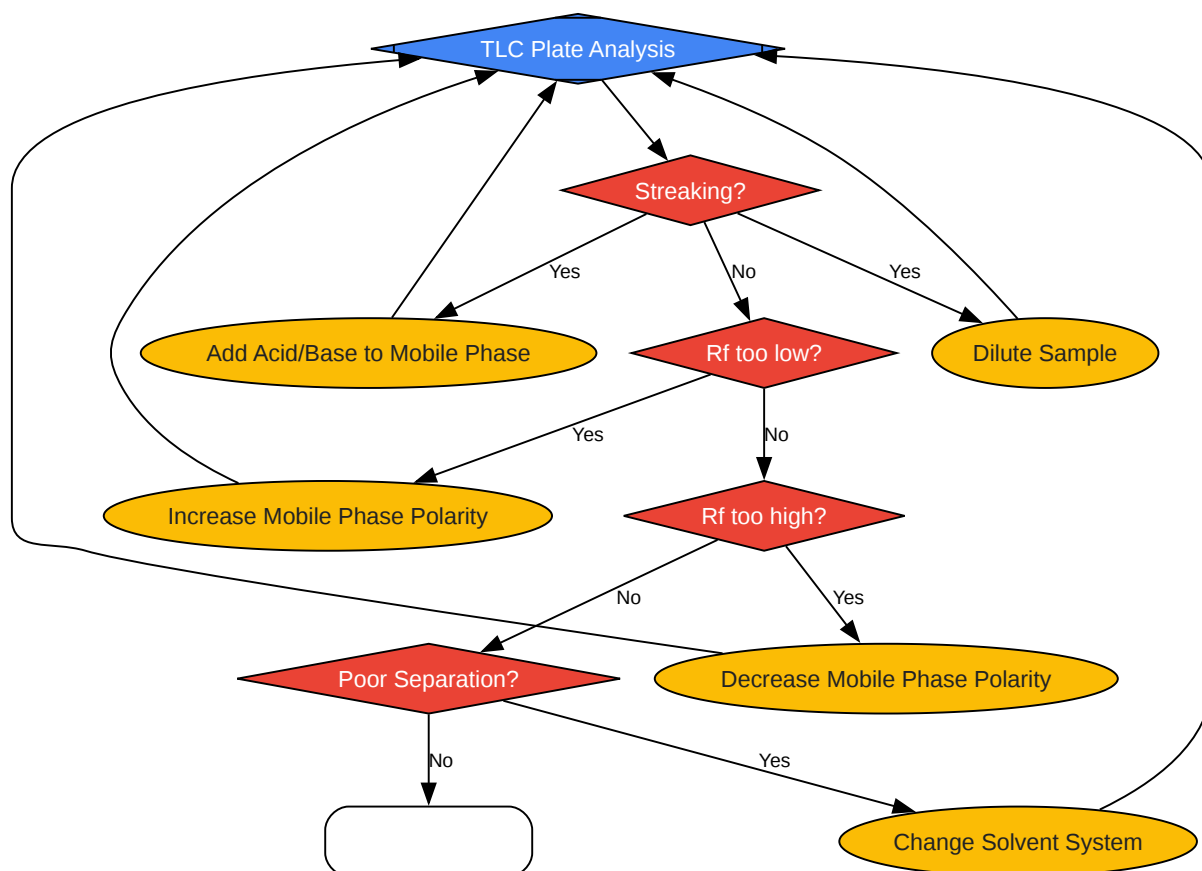 TLC Plate Analysis
Streaking?
Yes
No
Yes
Add Acid/Base to Mobile Phase
Rf too low?
Dilute Sample
Yes
No
Increase Mobile Phase Polarity
Rf too high?
No
Yes
Poor Separation?
Decrease Mobile Phase Polarity
No
Yes
Change Solvent System